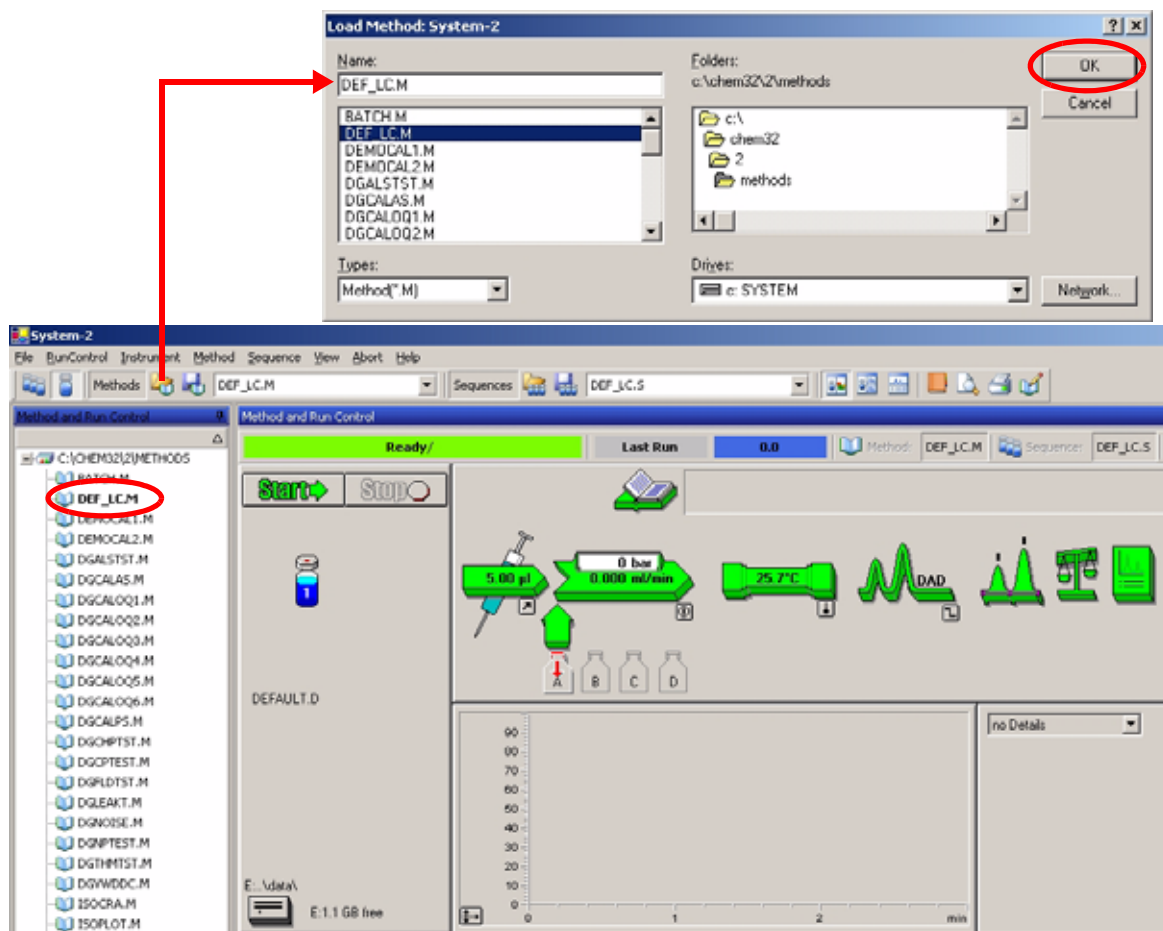 Load Method: System-2
Name:
DEF_LC.M
BATCH.M
DEF_LC.M
DEMOCAL1.M
DEMOCAL2.M
DGALSTST.M
DGCALAS.M
DGCALOQ1.M
DGCALOQ2.M
Types:
Method(*.M)
Folders:
c:\chem32\2\methods
c:\
chem32
2
methods
Drives:
c: SYSTEM
OK
Cancel
Network...
System-2
File RunControl Instrument Method Sequence View Abort Help
Methods DEF_LC.M Sequences DEF_LC.S
Method and Run Control
C:\CHEM32\2\METHODS
BATCH.M
DEF_LC.M
DEMOCAL1.M
DEMOCAL2.M
DGALSTST.M
DGCALAS.M
DGCALOQ1.M
DGCALOQ2.M
DGCALOQ3.M
DGCALOQ4.M
DGCALOQ5.M
DGCALOQ6.M
DGCALPS.M
DGCHPTST.M
DGCPTEST.M
DGFLDTST.M
DGLEAKT.M
DGNOISE.M
DGNPTEST.M
DGTHMTST.M
DGVWDDC.M
ISOCRA.M
ISOPLOT.M
Method and Run Control
Ready/ Last Run 0.0 Method: DEF_LC.M Sequence: DEF_LC.S
Start Stop
1
DEFAULT.D
E:..\data\
E:1.1 GB free
5.00 µl
0 bar
0.000 ml/min
25.7°C
DAD
A B C D
90
80
70
60
50
40
30
20
10
0
0 1 2 min
no Details